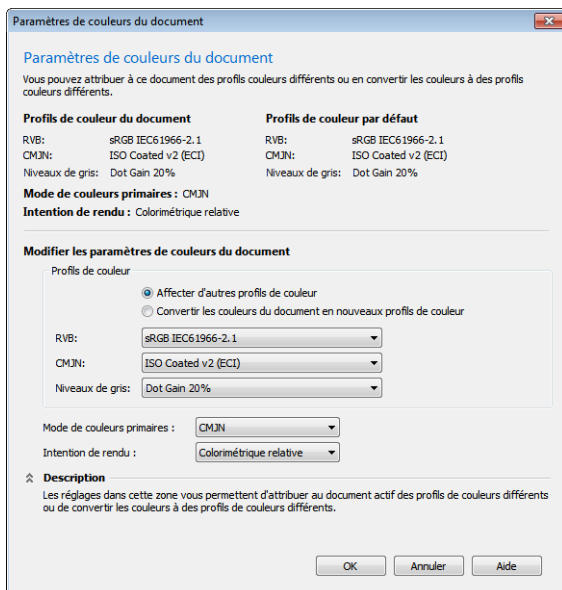 Paramètres de couleurs du document
Paramètres de couleurs du document
Vous pouvez attribuer à ce document des profils couleurs différents ou en convertir les couleurs à des profils
couleurs différents.
Profils de couleur du document Profils de couleur par défaut
RVB: sRGB IEC61966-2.1 RVB: sRGB IEC61966-2.1
CMJN: ISO Coated v2 (ECI) CMJN: ISO Coated v2 (ECI)
Niveaux de gris: Dot Gain 20% Niveaux de gris: Dot Gain 20%
Mode de couleurs primaires : CMJN
Intention de rendu : Colorimétrique relative
Modifier les paramètres de couleurs du document
Profils de couleur
Affecter d'autres profils de couleur
Convertir les couleurs du document en nouveaux profils de couleur
RVB: sRGB IEC61966-2.1
CMJN: ISO Coated v2 (ECI)
Niveaux de gris: Dot Gain 20%
Mode de couleurs primaires : CMJN
Intention de rendu : Colorimétrique relative
Description
Les réglages dans cette zone vous permettent d'attribuer au document actif des profils de couleurs différents
ou de convertir les couleurs à des profils de couleurs différents.
OK Annuler Aide